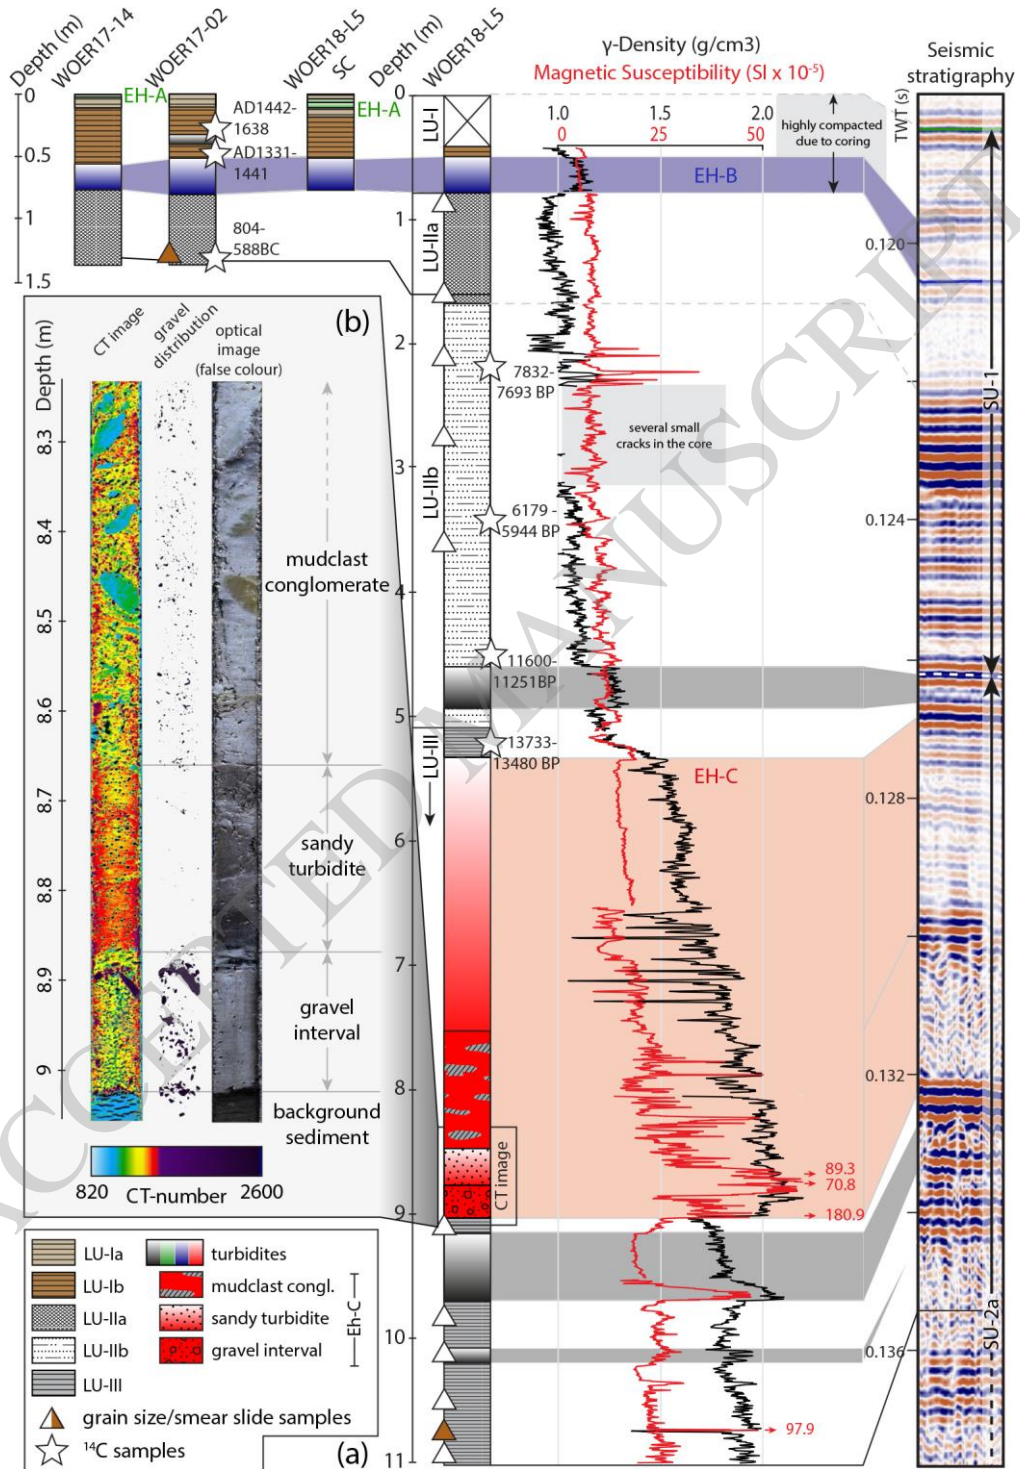 Depth (m)
WOER17-14
WOER17-02
WOER18-L5
SC
Depth (m)
WOER18-L5
γ-Density (g/cm3)
Magnetic Susceptibility (SI x 10-5)
Seismic
stratigraphy
1.0
1.5
2.0
0
25
50
TWT (s)
0
0.5
1
1.5
EH-A
EH-A
AD1442-
1638
AD1331-
1441
804-
588BC
0
1
2
3
4
5
6
7
8
9
10
11
LU-I
LU-IIa
LU-IIb
LU-III
highly compacted
due to coring
EH-B
7832-
7693 BP
several small
cracks in the core
6179 -
5944 BP
11600-
11251BP
13733-
13480 BP
EH-C
89.3
70.8
180.9
97.9
0.120
0.124
0.128
0.132
0.136
SU-1
SU-2a
(b)
Depth (m)
CT image
gravel
distribution
optical
image
(false colour)
8.3
8.4
8.5
8.6
8.7
8.8
8.9
9
mudclast
conglomerate
sandy
turbidite
gravel
interval
background
sediment
820
2600
CT-number
CT image
LU-Ia
LU-Ib
LU-IIa
LU-IIb
LU-III
turbidites
mudclast congl.
sandy turbidite
gravel interval
Eh-C
grain size/smear slide samples
14C samples
(a)
ACCEPTED MANUSCRIPT